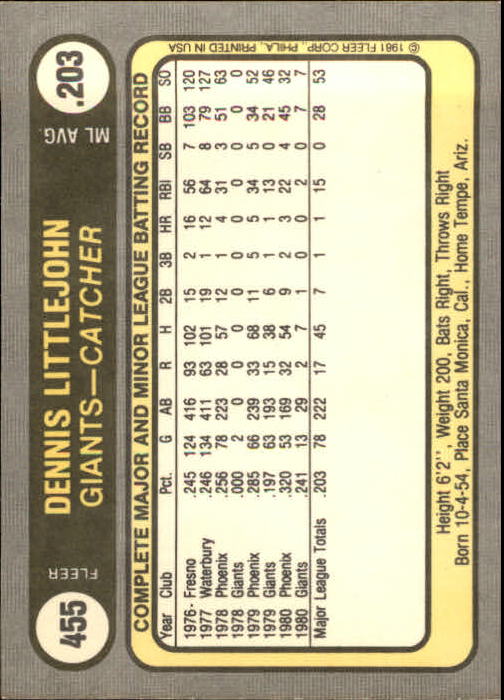 455
FLEER
DENNIS LITTLEJOHN
GIANTS—CATCHER
ML AVG.
.203
COMPLETE MAJOR AND MINOR LEAGUE BATTING RECORD
Year Club Pct. G AB R H 2B 3B HR RBI SB BB SO
1976- Fresno .245 124 416 93 102 15 2 16 56 7 103 120
1977 Waterbury .246 134 411 63 101 19 1 12 64 8 79 127
1978 Phoenix .256 78 223 28 57 12 1 4 31 3 51 63
1978 Giants .000 2 0 0 0 0 0 0 0 0 0 0
1979 Phoenix .285 66 239 33 68 11 5 5 34 5 34 52
1979 Giants .197 63 193 15 38 6 1 1 13 0 21 46
1980 Phoenix .320 53 169 32 54 9 2 3 22 4 45 32
1980 Giants .241 13 29 2 7 1 0 0 2 0 7 7
Major League Totals .203 78 222 17 45 7 1 1 15 0 28 53
Height 6'2'', Weight 200, Bats Right, Throws Right
Born 10-4-54, Place Santa Monica, Cal., Home Tempe, Ariz.
© 1981 FLEER CORP., PHILA., PRINTED IN USA